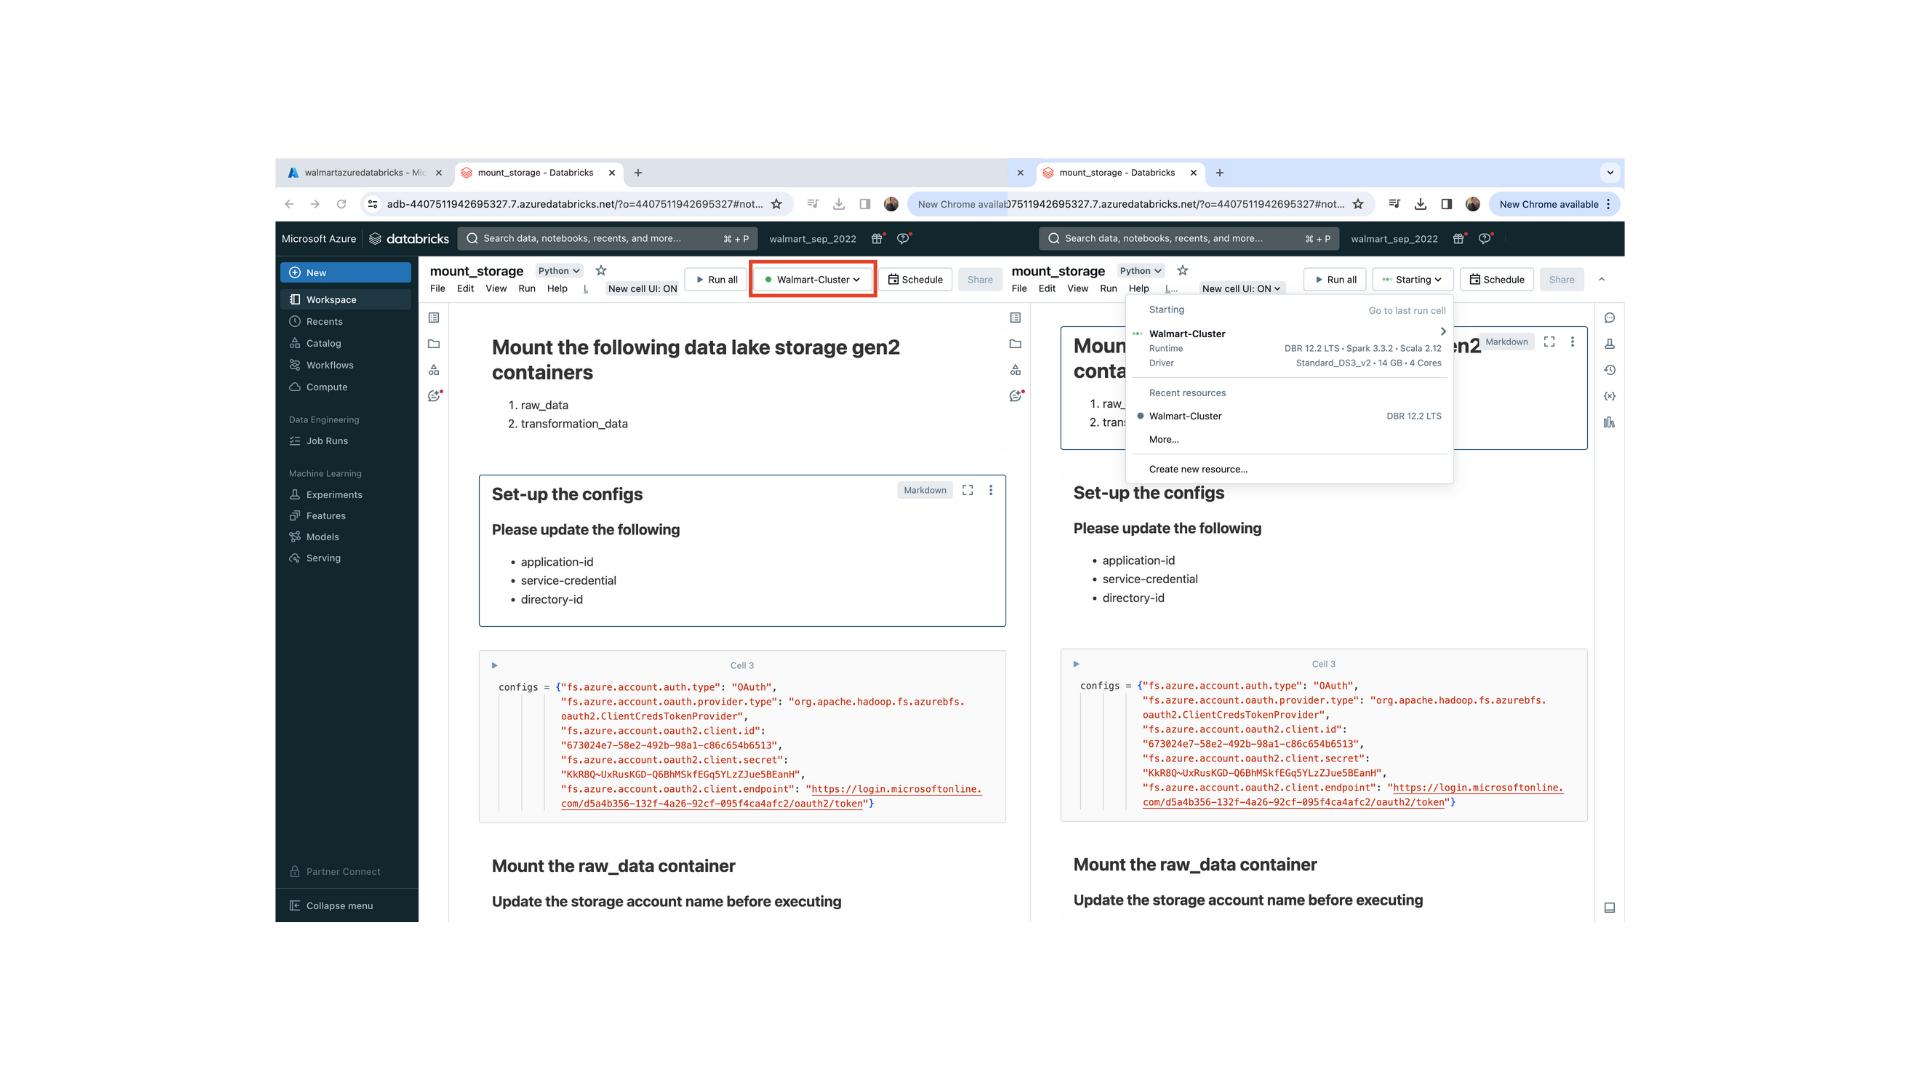 walmartazuredatabricks - Mic
mount_storage - Databricks
mount_storage - Databricks
adb-4407511942695327.7.azuredatabricks.net/?o=4407511942695327#not...
New Chrome availab
07511942695327.7.azuredatabricks.net/?o=4407511942695327#not...
New Chrome available
Microsoft Azure
databricks
Search data, notebooks, recents, and more...
⌘ + P
walmart_sep_2022
Search data, notebooks, recents, and more...
⌘ + P
walmart_sep_2022
New
Workspace
Recents
Catalog
Workflows
Compute
Data Engineering
Job Runs
Machine Learning
Experiments
Features
Models
Serving
Partner Connect
Collapse menu
mount_storage
Python
File Edit View Run Help
New cell UI: ON
Run all
Walmart-Cluster
Schedule
Share
Mount the following data lake storage gen2
containers
1. raw_data
2. transformation_data
Set-up the configs
Markdown
Please update the following
• application-id
• service-credential
• directory-id
Cell 3
configs = {"fs.azure.account.auth.type": "OAuth",
"fs.azure.account.oauth.provider.type": "org.apache.hadoop.fs.azurebfs.
oauth2.ClientCredsTokenProvider",
"fs.azure.account.oauth2.client.id":
"673024e7-58e2-492b-98a1-c86c654b6513",
"fs.azure.account.oauth2.client.secret":
"KkR8Q~UxRusKGD-Q6BhMSkfEGq5YLzZJue5BEanH",
"fs.azure.account.oauth2.client.endpoint": "https://login.microsoftonline.
com/d5a4b356-132f-4a26-92cf-095f4ca4afc2/oauth2/token"}
Mount the raw_data container
Update the storage account name before executing
mount_storage
Python
File Edit View Run Help L...
New cell UI: ON
Run all
Starting
Schedule
Share
Starting
Go to last run cell
Walmart-Cluster
Runtime
DBR 12.2 LTS • Spark 3.3.2 • Scala 2.12
Driver
Standard_DS3_v2 • 14 GB • 4 Cores
Recent resources
Walmart-Cluster
DBR 12.2 LTS
More...
Create new resource...
Moun
en2
Markdown
conta
1. raw_
2. tran
Set-up the configs
Please update the following
• application-id
• service-credential
• directory-id
Cell 3
configs = {"fs.azure.account.auth.type": "OAuth",
"fs.azure.account.oauth.provider.type": "org.apache.hadoop.fs.azurebfs.
oauth2.ClientCredsTokenProvider",
"fs.azure.account.oauth2.client.id":
"673024e7-58e2-492b-98a1-c86c654b6513",
"fs.azure.account.oauth2.client.secret":
"KkR8Q~UxRusKGD-Q6BhMSkfEGq5YLzZJue5BEanH",
"fs.azure.account.oauth2.client.endpoint": "https://login.microsoftonline.
com/d5a4b356-132f-4a26-92cf-095f4ca4afc2/oauth2/token"}
Mount the raw_data container
Update the storage account name before executing